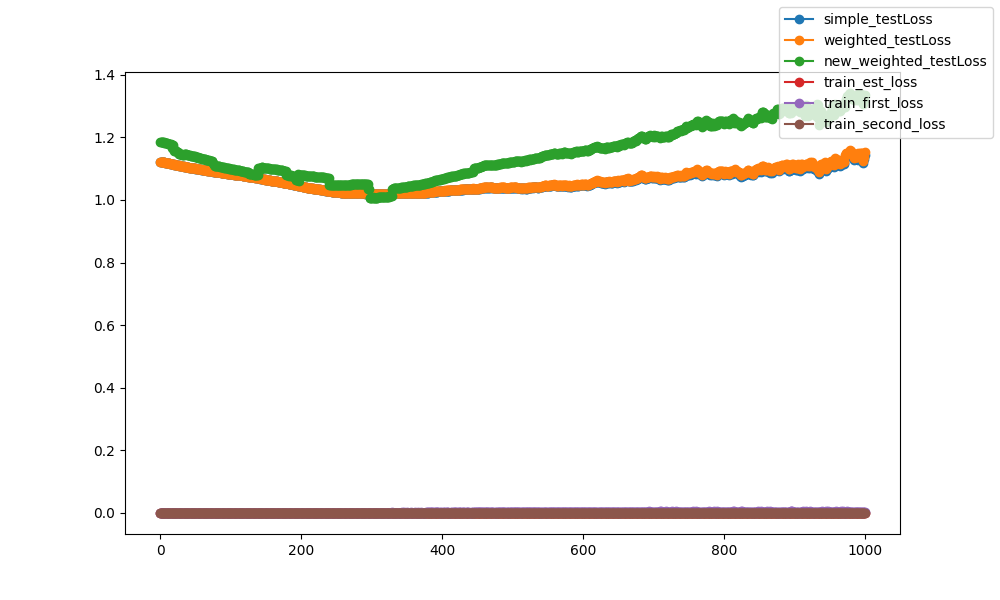 simple_testLoss
weighted_testLoss
new_weighted_testLoss
train_est_loss
train_first_loss
train_second_loss
1.4
1.2
1.0
0.8
0.6
0.4
0.2
0.0
0 200 400 600 800 1000